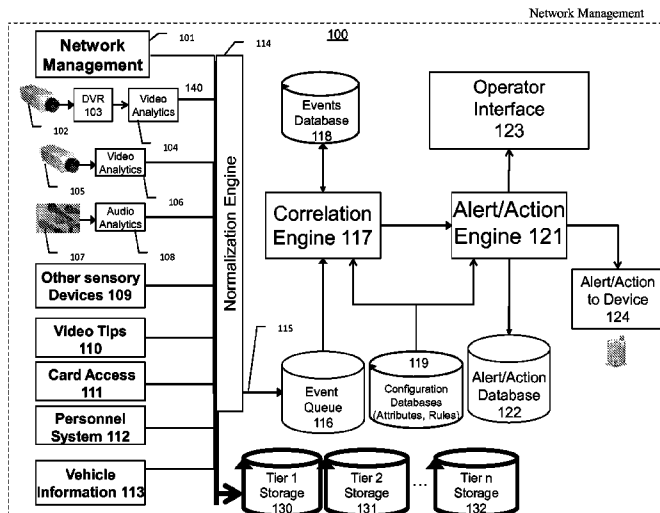 Network Management
100
Network
Management
101
114
DVR
103
Video
Analytics
140
102
Video
Analytics
104
105
Audio
Analytics
106
107
108
Other sensory
Devices 109
Video Tips
110
Card Access
111
Personnel
System 112
Vehicle
Information 113
Normalization Engine
115
Events
Database
118
Correlation
Engine 117
Event
Queue
116
119
Configuration
Databases
(Attributes, Rules)
Operator
Interface
123
Alert/Action
Engine 121
Alert/Action
to Device
124
Alert/Action
Database
122
Tier 1
Storage
130
Tier 2
Storage
131
...
Tier n
Storage
132